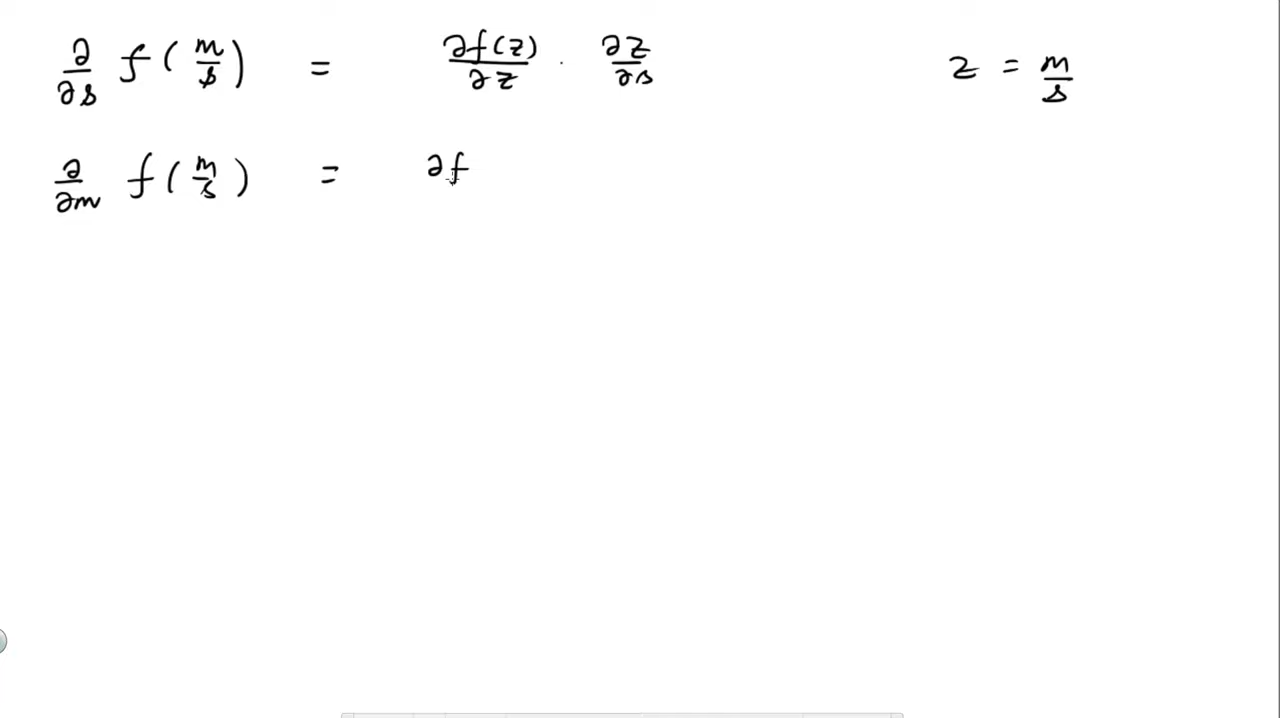 ∂/∂s f(m/s) = ∂f(z)/∂z · ∂z/∂s z = m/s
∂/∂m f(m/s) = ∂f